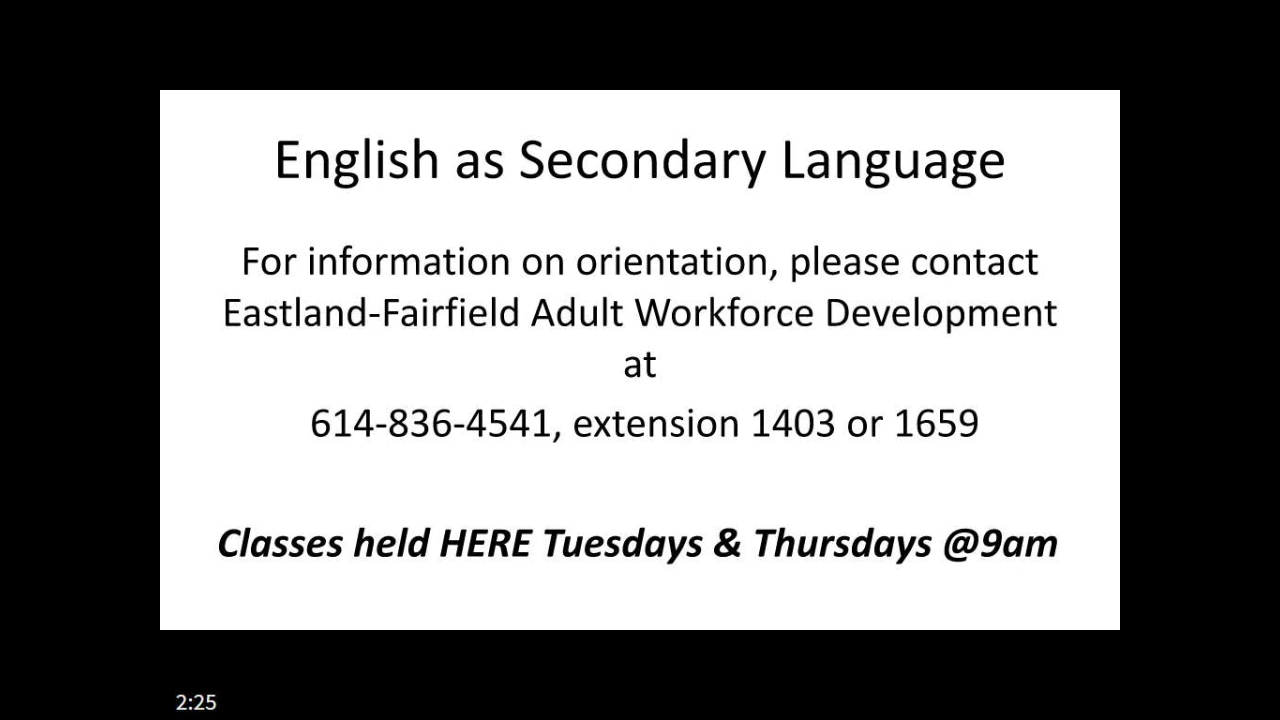 English as Secondary Language
For information on orientation, please contact
Eastland-Fairfield Adult Workforce Development
at
614-836-4541, extension 1403 or 1659
Classes held HERE Tuesdays & Thursdays @9am
2:25